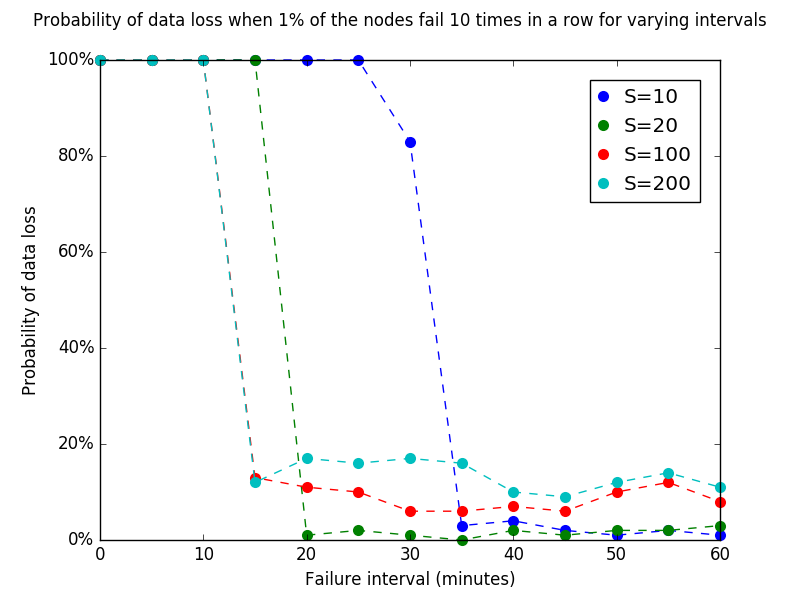 Probability of data loss when 1% of the nodes fail 10 times in a row for varying intervals
100%
80%
60%
40%
20%
0%
Probability of data loss
S=10
S=20
S=100
S=200
0 10 20 30 40 50 60
Failure interval (minutes)